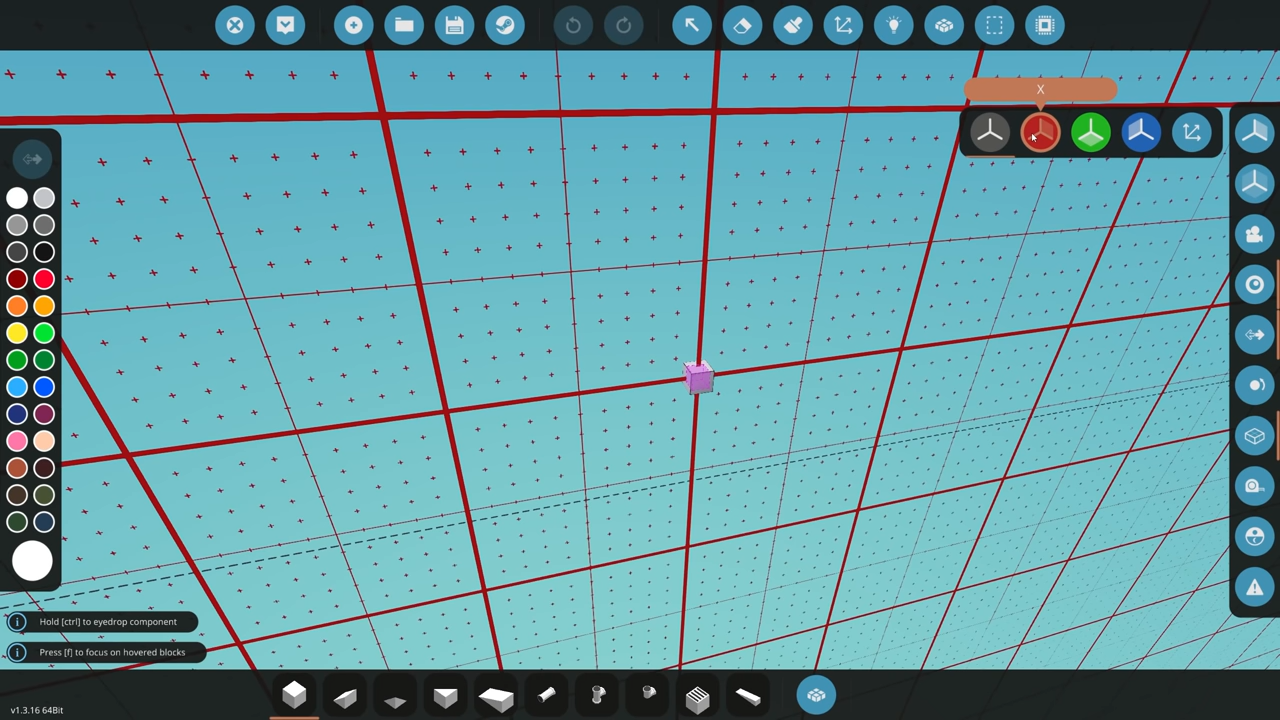 X
Hold [ctrl] to eyedrop component
Press [f] to focus on hovered blocks
v1.3.16 64Bit